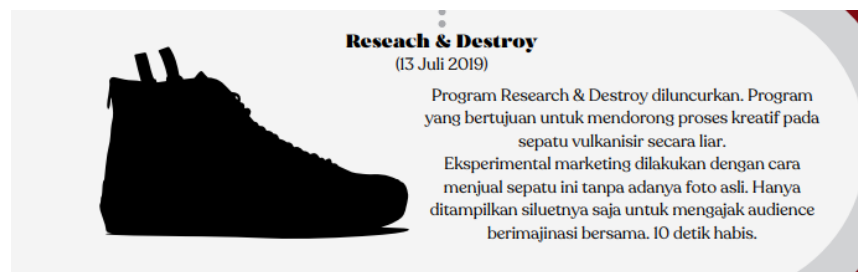 Reseach & Destroy
(13 Juli 2019)
Program Research & Destroy diluncurkan. Program
yang bertujuan untuk mendorong proses kreatif pada
sepatu vulkanisir secara liar.
Eksperimental marketing dilakukan dengan cara
menjual sepatu ini tanpa adanya foto asli. Hanya
ditampilkan siluetnya saja untuk mengajak audience
berimajinasi bersama. 10 detik habis.